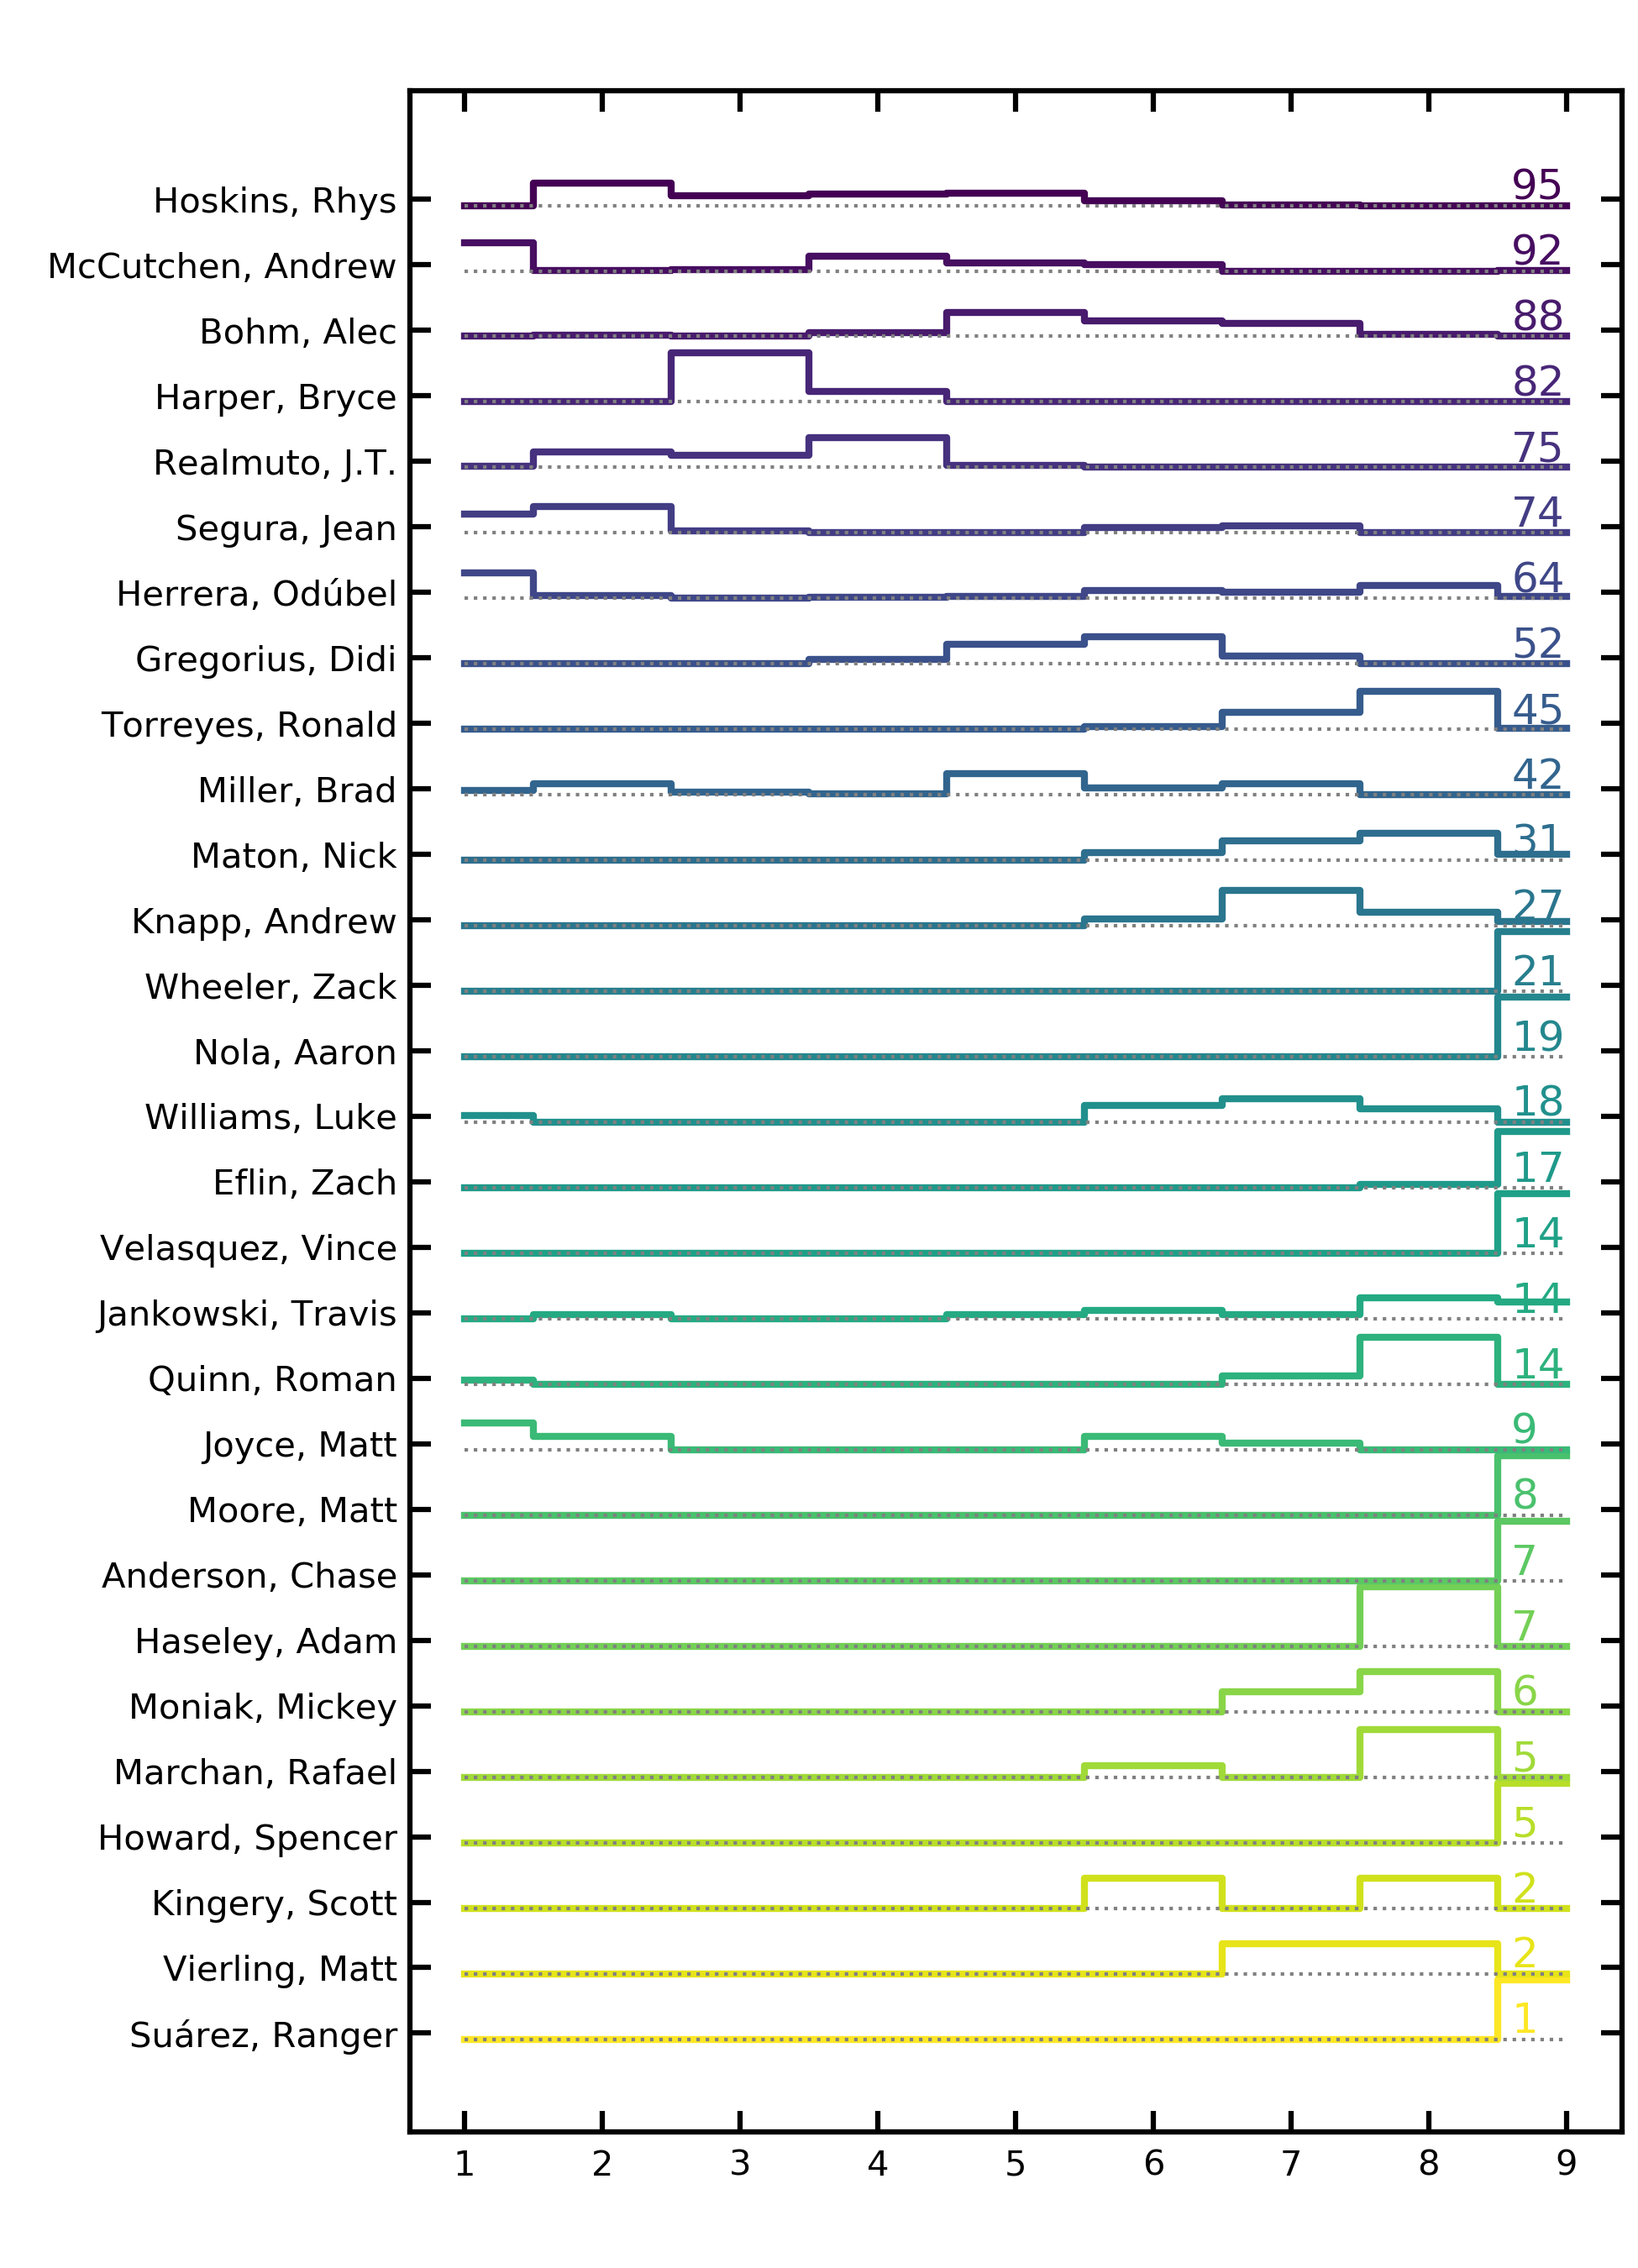 Hoskins, Rhys 95
McCutchen, Andrew 92
Bohm, Alec 88
Harper, Bryce 82
Realmuto, J.T. 75
Segura, Jean 74
Herrera, Odúbel 64
Gregorius, Didi 52
Torreyes, Ronald 45
Miller, Brad 42
Maton, Nick 31
Knapp, Andrew 27
Wheeler, Zack 21
Nola, Aaron 19
Williams, Luke 18
Eflin, Zach 17
Velasquez, Vince 14
Jankowski, Travis 14
Quinn, Roman 14
Joyce, Matt 9
Moore, Matt 8
Anderson, Chase 7
Haseley, Adam 7
Moniak, Mickey 6
Marchan, Rafael 5
Howard, Spencer 5
Kingery, Scott 2
Vierling, Matt 2
Suárez, Ranger 1
1 2 3 4 5 6 7 8 9